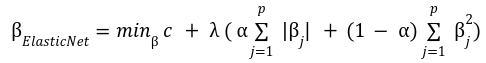 β_ElasticNet = min_β c + λ ( α ∑_{j=1}^{p} |β_j| + (1 − α) ∑_{j=1}^{p} β_j^2)